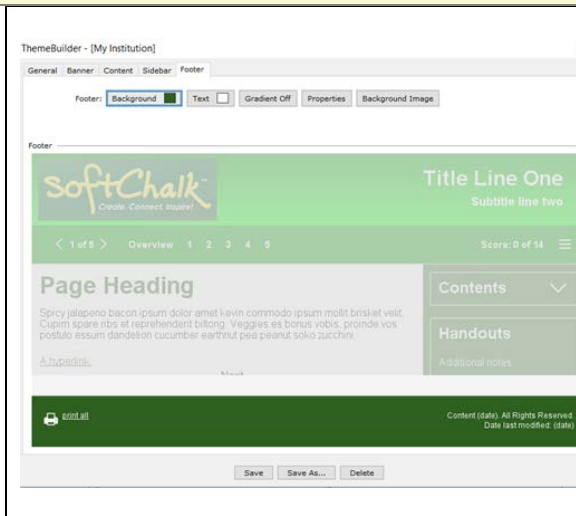 ThemeBuilder - [My Institution]
General Banner Content Sidebar Footer
Footer: Background Text Gradient Off Properties Background Image
Footer
SoftChalk™
Create. Connect. Inspire!
Title Line One
Subtitle line two
< 1 of 5 > Overview 1 2 3 4 5 Score: 0 of 14
Page Heading
Spicy jalapeno bacon ipsum dolor amet kevin commodo ipsum mollit brisket velit.
Cupim spare ribs et reprehenderit biltong. Veggies es bonus vobis, proinde vos
postulo essum dandelion cucumber earthnut pea peanut soko zucchini.
A hyperlink.
Next
Contents
Handouts
Additional notes
print all
Content (date). All Rights Reserved.
Date last modified: (date)
Save Save As... Delete